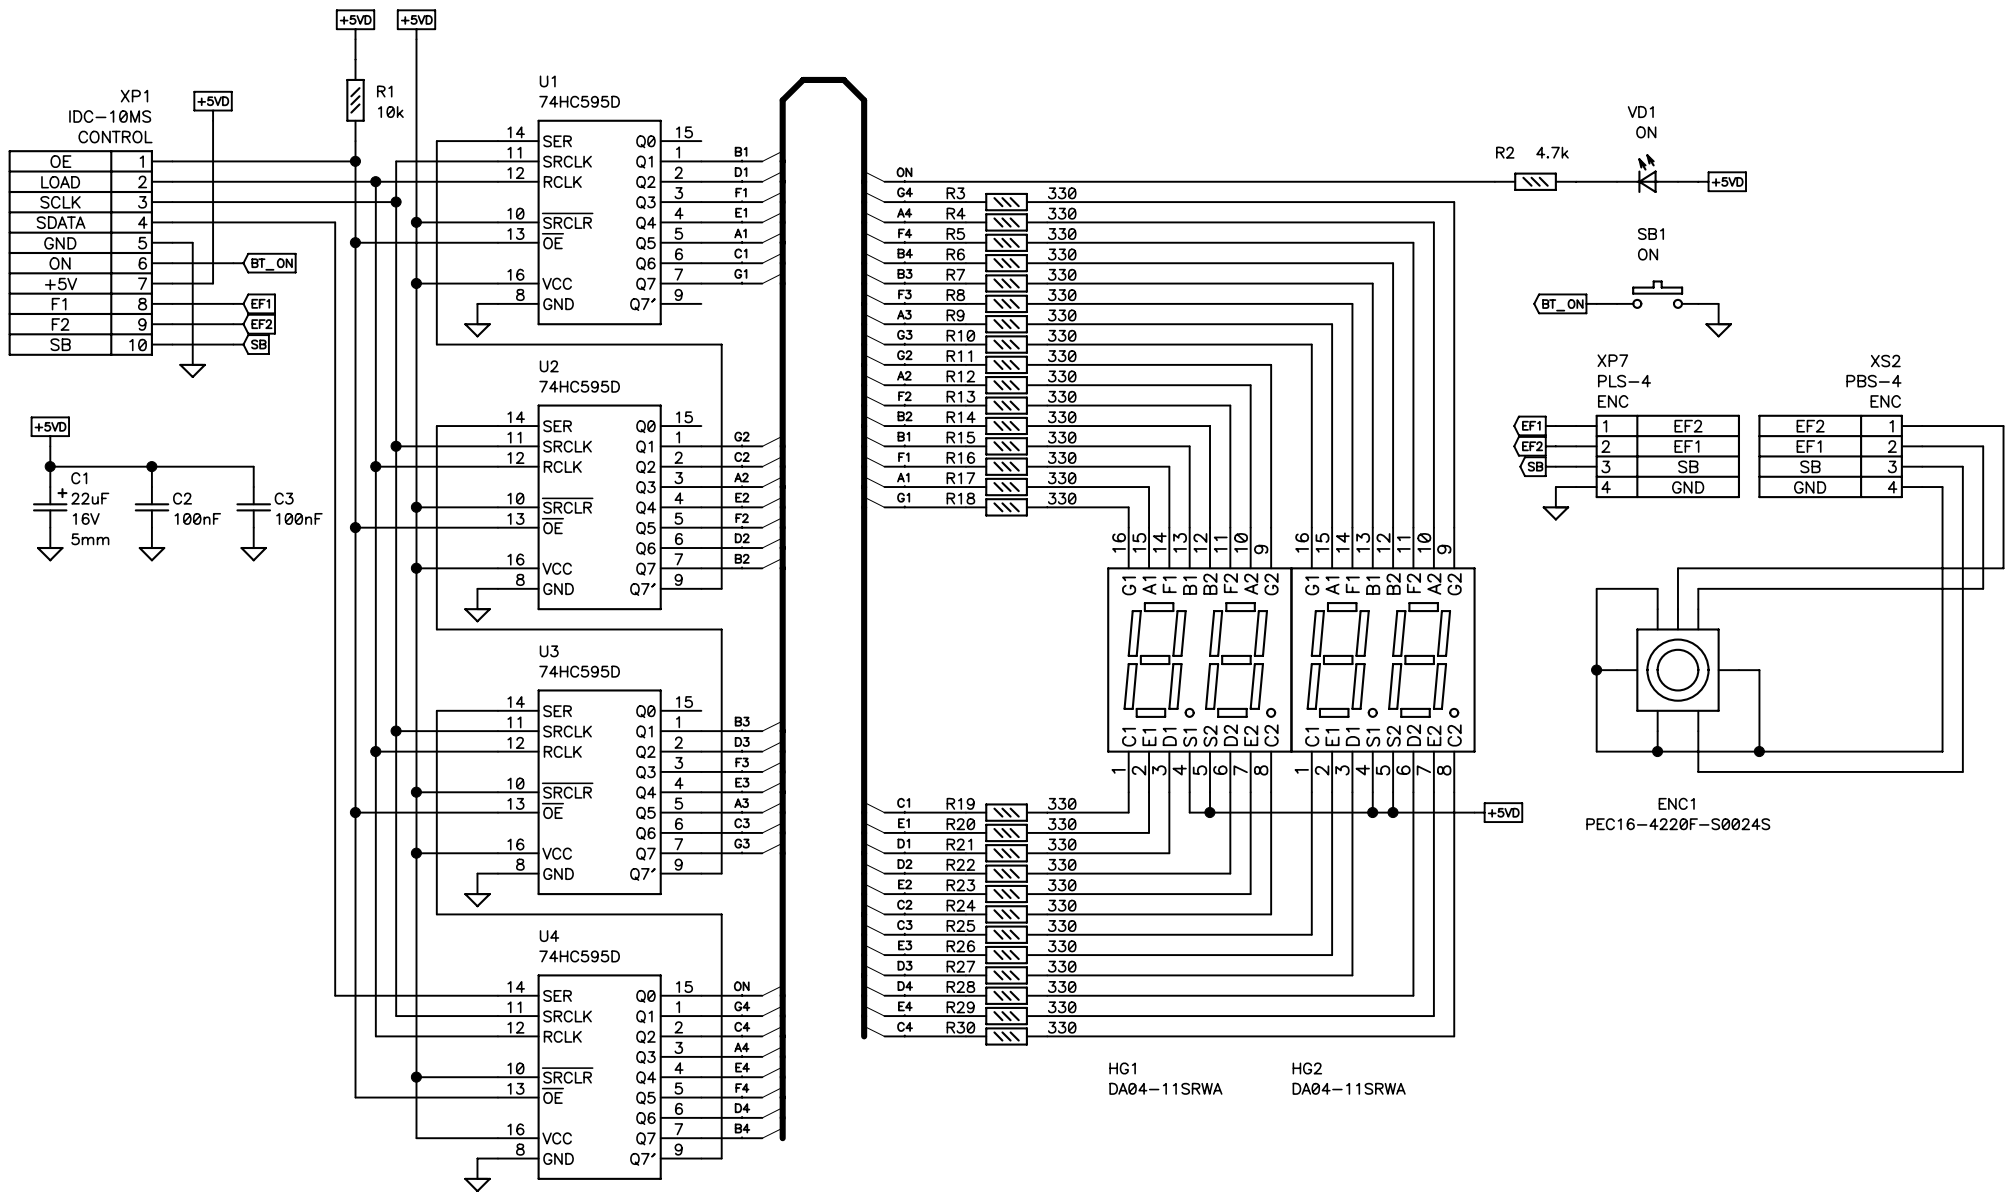 +5VD
+5VD
XP1
IDC-10MS
CONTROL
+5VD
OE 1
LOAD 2
SCLK 3
SDATA 4
GND 5
ON 6
+5V 7
F1 8
F2 9
SB 10
BT_ON
EF1
EF2
SB
R1
10k
+5VD
C1
+ 22uF
16V
5mm
C2
100nF
C3
100nF
U1
74HC595D
14 SER Q0 15
11 SRCLK Q1 1 B1
12 RCLK Q2 2 D1
Q3 3 F1
10 SRCLR Q4 4 E1
13 OE Q5 5 A1
Q6 6 C1
16 VCC Q7 7 G1
8 GND Q7' 9
U2
74HC595D
14 SER Q0 15
11 SRCLK Q1 1 G2
12 RCLK Q2 2 C2
Q3 3 A2
10 SRCLR Q4 4 E2
13 OE Q5 5 F2
Q6 6 D2
16 VCC Q7 7 B2
8 GND Q7' 9
U3
74HC595D
14 SER Q0 15
11 SRCLK Q1 1 B3
12 RCLK Q2 2 D3
Q3 3 F3
10 SRCLR Q4 4 E3
13 OE Q5 5 A3
Q6 6 C3
16 VCC Q7 7 G3
8 GND Q7' 9
U4
74HC595D
14 SER Q0 15 ON
11 SRCLK Q1 1 G4
12 RCLK Q2 2 C4
Q3 3 A4
10 SRCLR Q4 4 E4
13 OE Q5 5 F4
Q6 6 D4
16 VCC Q7 7 B4
8 GND Q7' 9
ON
G4 R3 330
A4 R4 330
F4 R5 330
B4 R6 330
B3 R7 330
F3 R8 330
A3 R9 330
G3 R10 330
G2 R11 330
A2 R12 330
F2 R13 330
B2 R14 330
B1 R15 330
F1 R16 330
A1 R17 330
G1 R18 330
16 15 14 13 12 11 10 9 16 15 14 13 12 11 10 9
G1 A1 F1 B1 B2 F2 A2 G2 G1 A1 F1 B1 B2 F2 A2 G2
C1 E1 D1 S1 S2 D2 E2 C2 C1 E1 D1 S1 S2 D2 E2 C2
1 2 3 4 5 6 7 8 1 2 3 4 5 6 7 8
C1 R19 330
E1 R20 330
D1 R21 330
D2 R22 330
E2 R23 330
C2 R24 330
C3 R25 330
E3 R26 330
D3 R27 330
D4 R28 330
E4 R29 330
C4 R30 330
+5VD
HG1
DA04-11SRWA
HG2
DA04-11SRWA
VD1
ON
R2 4.7k
+5VD
SB1
ON
BT_ON
XP7
PLS-4
ENC
EF1 1 EF2
EF2 2 EF1
SB 3 SB
4 GND
XS2
PBS-4
ENC
EF2 1
EF1 2
SB 3
GND 4
ENC1
PEC16-4220F-S0024S